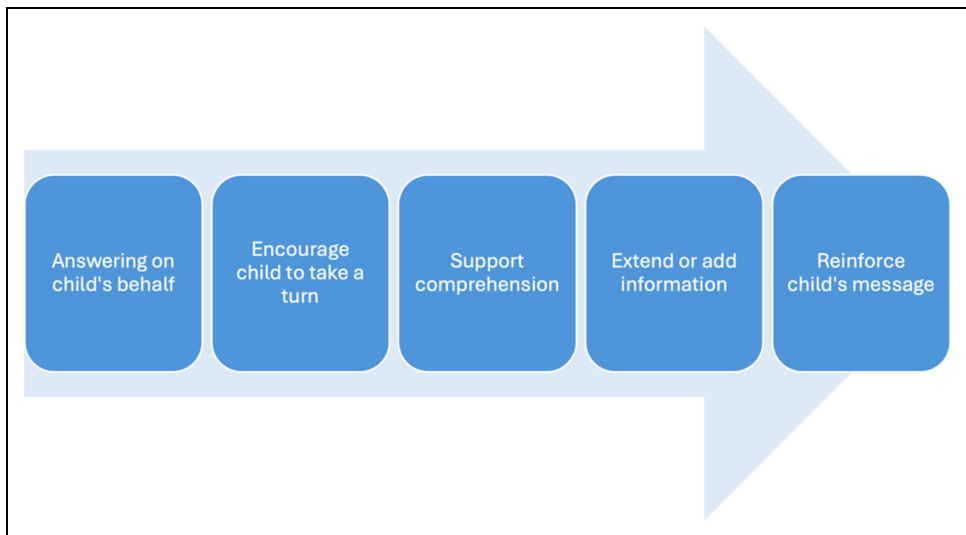 Answering on
child's behalf
Encourage
child to take a
turn
Support
comprehension
Extend or add
information
Reinforce
child's message